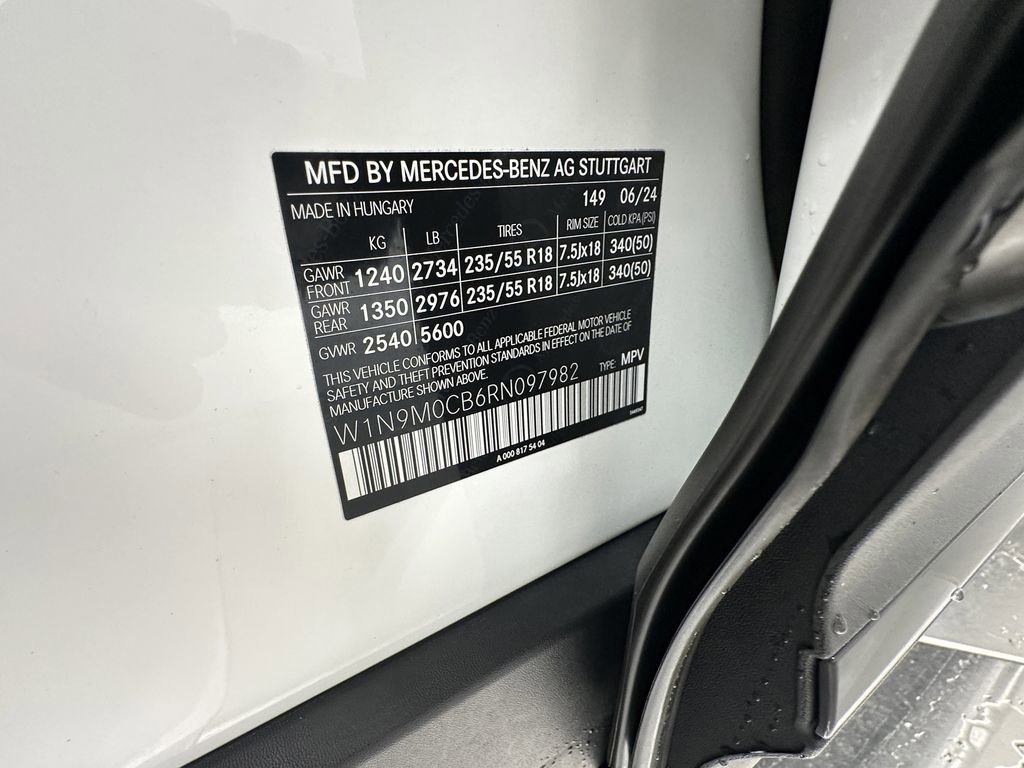 MFD BY MERCEDES-BENZ AG STUTTGART
149 06/24
MADE IN HUNGARY
KG LB TIRES RIM SIZE COLD KPA (PSI)
GAWR FRONT 1240 2734 235/55 R18 7.5Jx18 340(50)
GAWR REAR 1350 2976 235/55 R18 7.5Jx18 340(50)
GVWR 2540 5600
THIS VEHICLE CONFORMS TO ALL APPLICABLE FEDERAL MOTOR VEHICLE
SAFETY AND THEFT PREVENTION STANDARDS IN EFFECT ON THE DATE OF
MANUFACTURE SHOWN ABOVE.
TYPE: MPV
W1N9M0CB6RN097982
A 000 817 54 04